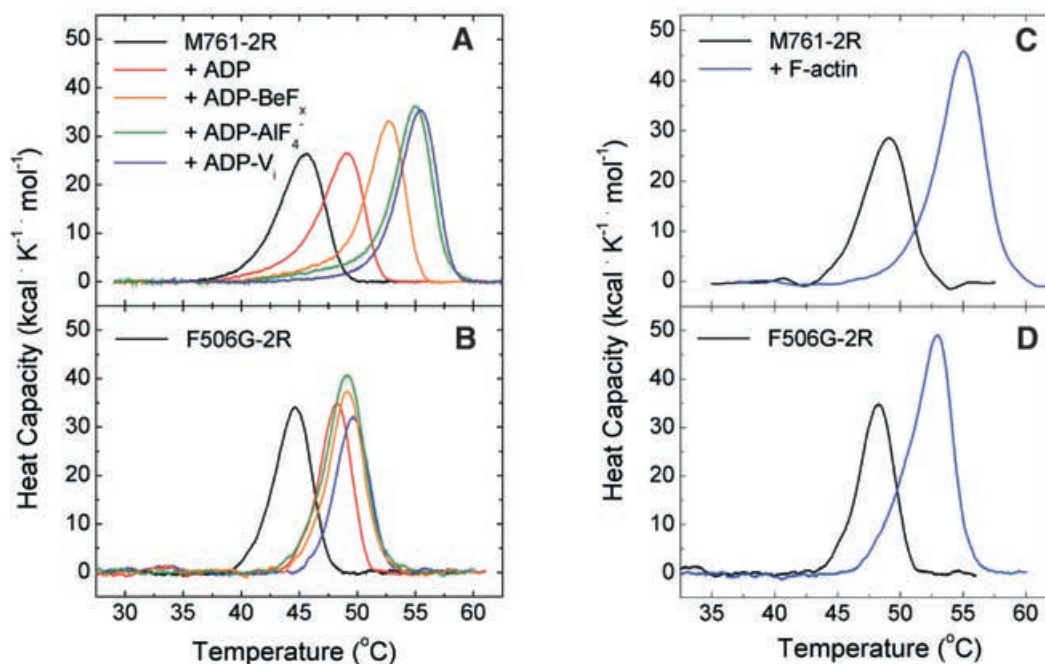 A
M761-2R
+ ADP
+ ADP-BeFₓ
+ ADP-AlF₄⁻
+ ADP-Vᵢ
50
40
30
20
10
0
B
F506G-2R
50
40
30
20
10
0
30 35 40 45 50 55 60
Temperature (°C)
Heat Capacity (kcal · K⁻¹ · mol⁻¹)
C
M761-2R
+ F-actin
50
40
30
20
10
0
D
F506G-2R
50
40
30
20
10
0
35 40 45 50 55 60
Temperature (°C)
Heat Capacity (kcal · K⁻¹ · mol⁻¹)